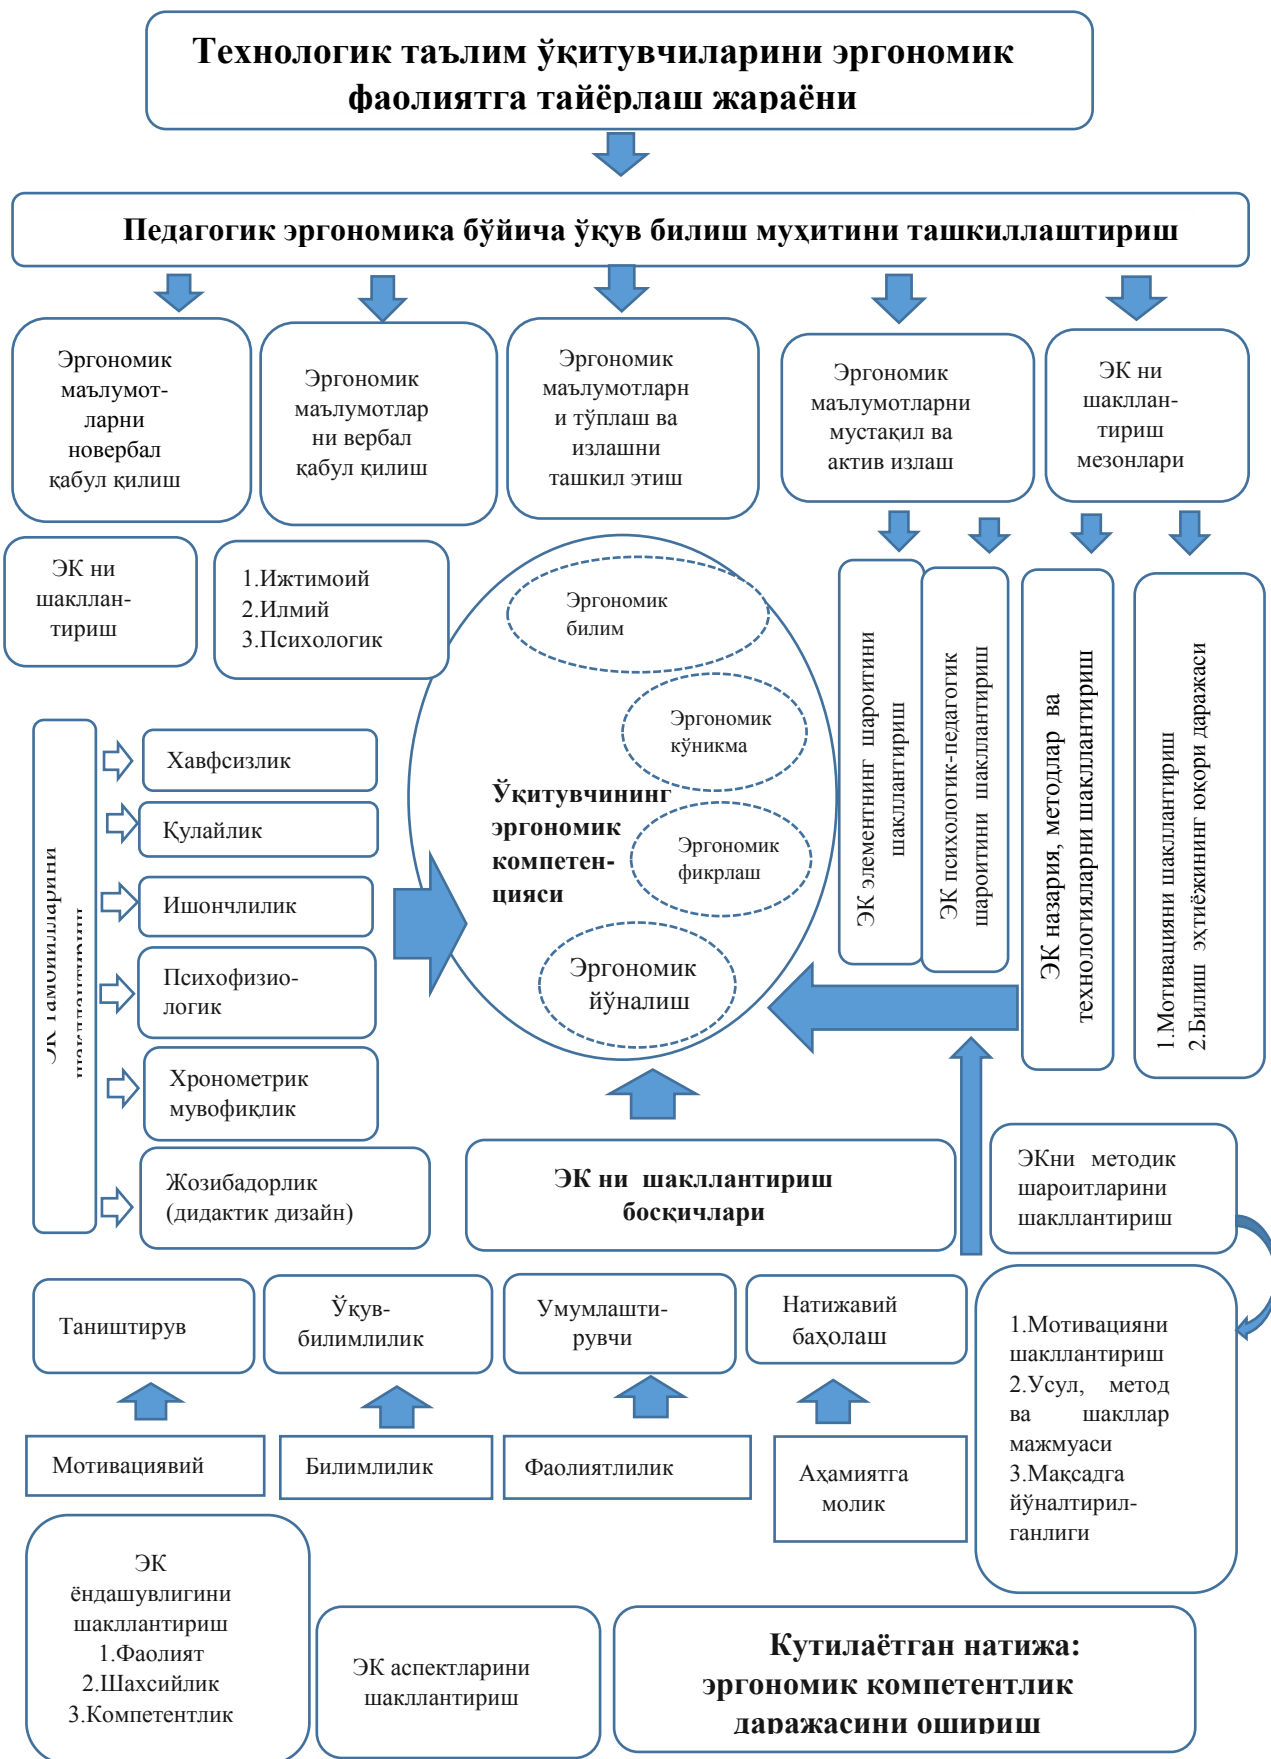 Технологик таълим ўқитувчиларини эргономик
фаолиятга тайёрлаш жараёни
Педагогик эргономика бўйича ўқув билиш муҳитини ташкиллаштириш
Эргономик
маълумот-
ларни
новербал
қабул қилиш
Эргономик
маълумотлар
ни вербал
қабул қилиш
Эргономик
маълумотларн
и тўплаш ва
излашни
ташкил этиш
Эргономик
маълумотларни
мустақил ва
актив излаш
ЭК ни
шакллан-
тириш
мезонлари
ЭК ни
шакллан-
тириш
1.Ижтимоий
2.Илмий
3.Психологик
Эргономик
билим
Эргономик
кўникма
Ўқитувчининг
эргономик
компетен-
цияси
Эргономик
фикрлаш
Эргономик
йўналиш
ЭК элементнинг шароитини
шакллантириш
ЭК психологик-педагогик
шароитини шакллантириш
ЭК назария, методлар ва
технологияларни шакллантириш
1.Мотивацияни шакллантириш
2.Билиш эҳтиёжининг юқори даражаси
ЭК тамойилларини
шакллантириш
Хавфсизлик
Қулайлик
Ишончлилик
Психофизио-
логик
Хронометрик
мувофиқлик
Жозибадорлик
(дидактик дизайн)
ЭК ни шакллантириш
босқичлари
ЭКни методик
шароитларини
шакллантириш
Таништирув
Ўқув-
билимлилик
Умумлашти-
рувчи
Натижавий
баҳолаш
1.Мотивацияни
шакллантириш
2.Усул, метод
ва шакллар
мажмуаси
3.Мақсадга
йўналтирил-
ганлиги
Мотивациявий
Билимлилик
Фаолиятлилик
Аҳамиятга
молик
ЭК
ёндашувлигини
шакллантириш
1.Фаолият
2.Шахсийлик
3.Компетентлик
ЭК аспектларини
шакллантириш
Кутилаётган натижа:
эргономик компетентлик
даражасини ошириш